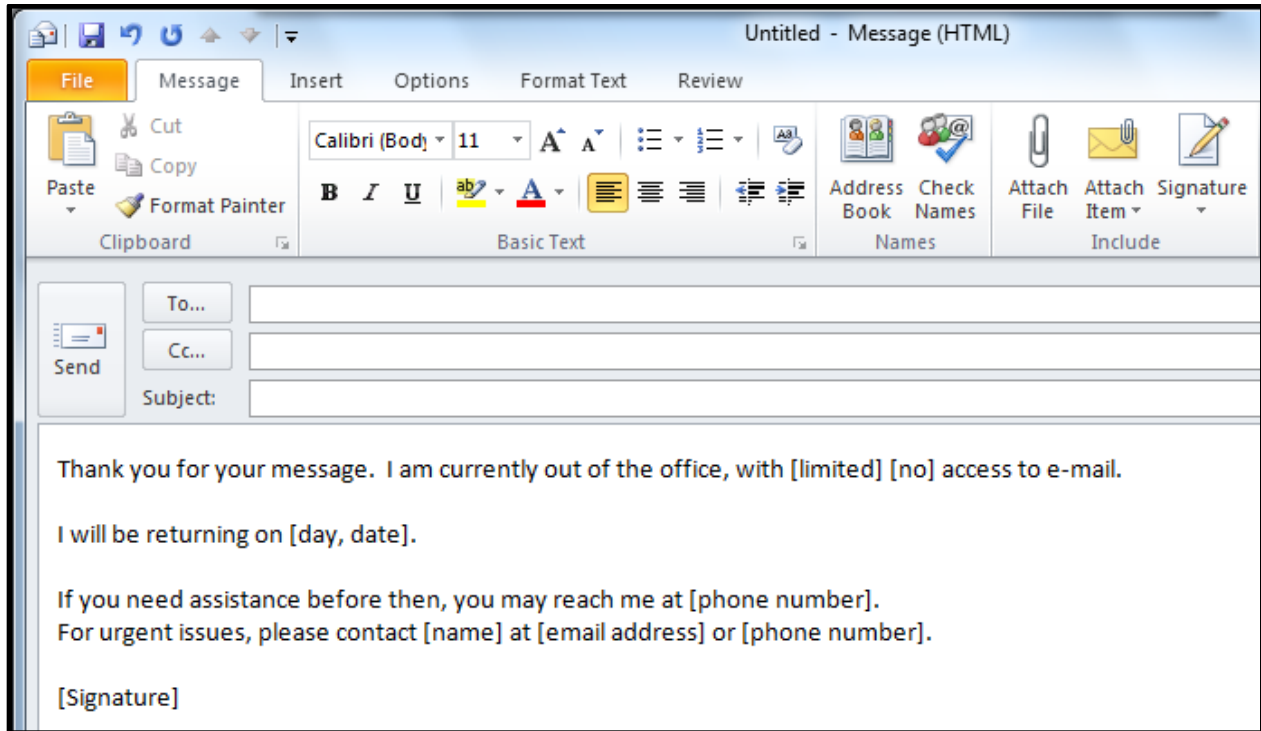 Untitled - Message (HTML)
File Message Insert Options Format Text Review
Cut
Copy
Paste
Format Painter
Clipboard
Calibri (Body 11 A A
B I U ab A
Basic Text
Address Book
Check Names
Names
Attach File
Attach Item
Signature
Include
Send
To...
Cc...
Subject:
Thank you for your message.  I am currently out of the office, with [limited] [no] access to e-mail.
I will be returning on [day, date].
If you need assistance before then, you may reach me at [phone number].
For urgent issues, please contact [name] at [email address] or [phone number].
[Signature]